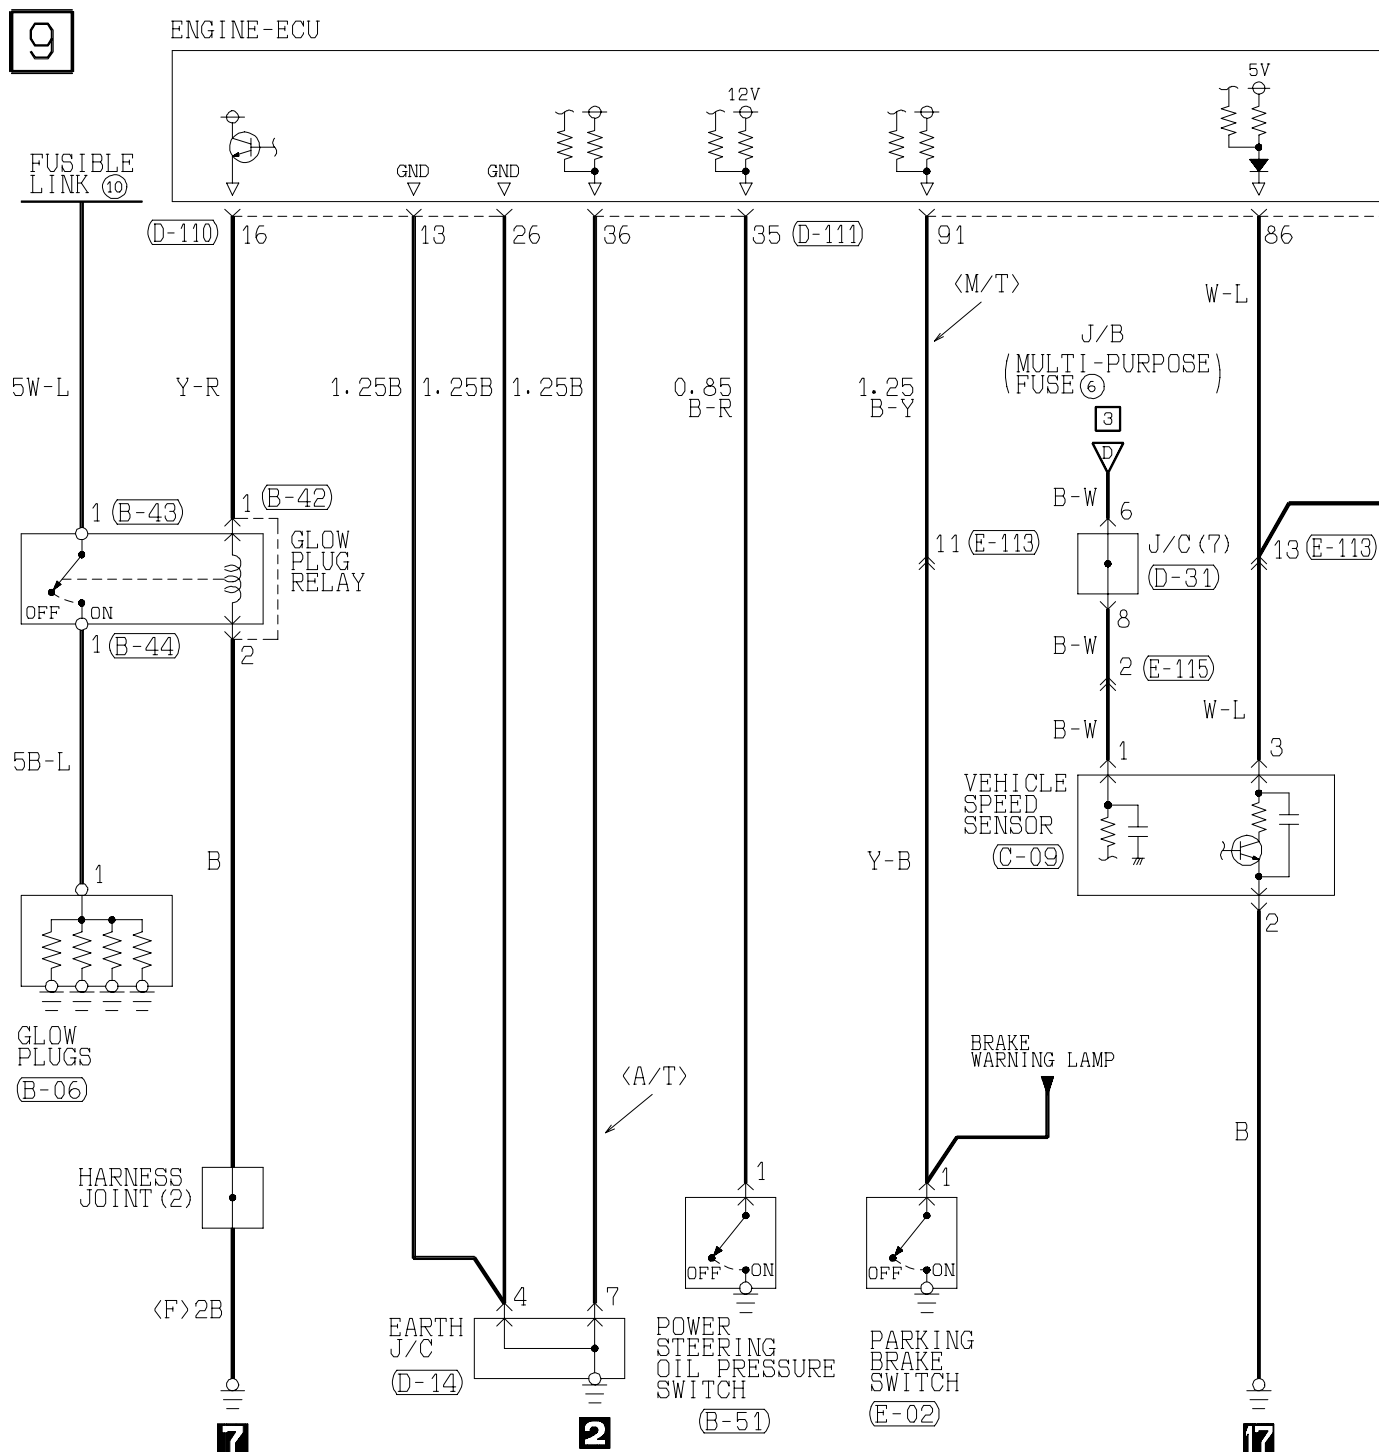 9
ENGINE-ECU
5V
12V
FUSIBLE
LINK ⑩
GND
GND
(D-110) 16
13
26
36
35 (D-111)
91
86
<M/T>
W-L
J/B
(MULTI-PURPOSE)
FUSE ⑥
5W-L
Y-R
1.25B
1.25B
1.25B
0.85
B-R
1.25
B-Y
3
D
B-W
6
1 (B-43)
1 (B-42)
GLOW
PLUG
RELAY
11 (E-113)
J/C (7)
(D-31)
13 (E-113)
OFF
ON
1 (B-44)
2
8
B-W
2 (E-115)
W-L
B-W
1
3
5B-L
VEHICLE
SPEED
SENSOR
(C-09)
1
B
Y-B
2
GLOW
PLUGS
(B-06)
BRAKE
WARNING LAMP
<A/T>
B
HARNESS
JOINT (2)
1
1
OFF
ON
OFF
ON
<F>2B
4
7
EARTH
J/C
(D-14)
POWER
STEERING
OIL PRESSURE
SWITCH
(B-51)
PARKING
BRAKE
SWITCH
(E-02)
7
2
17